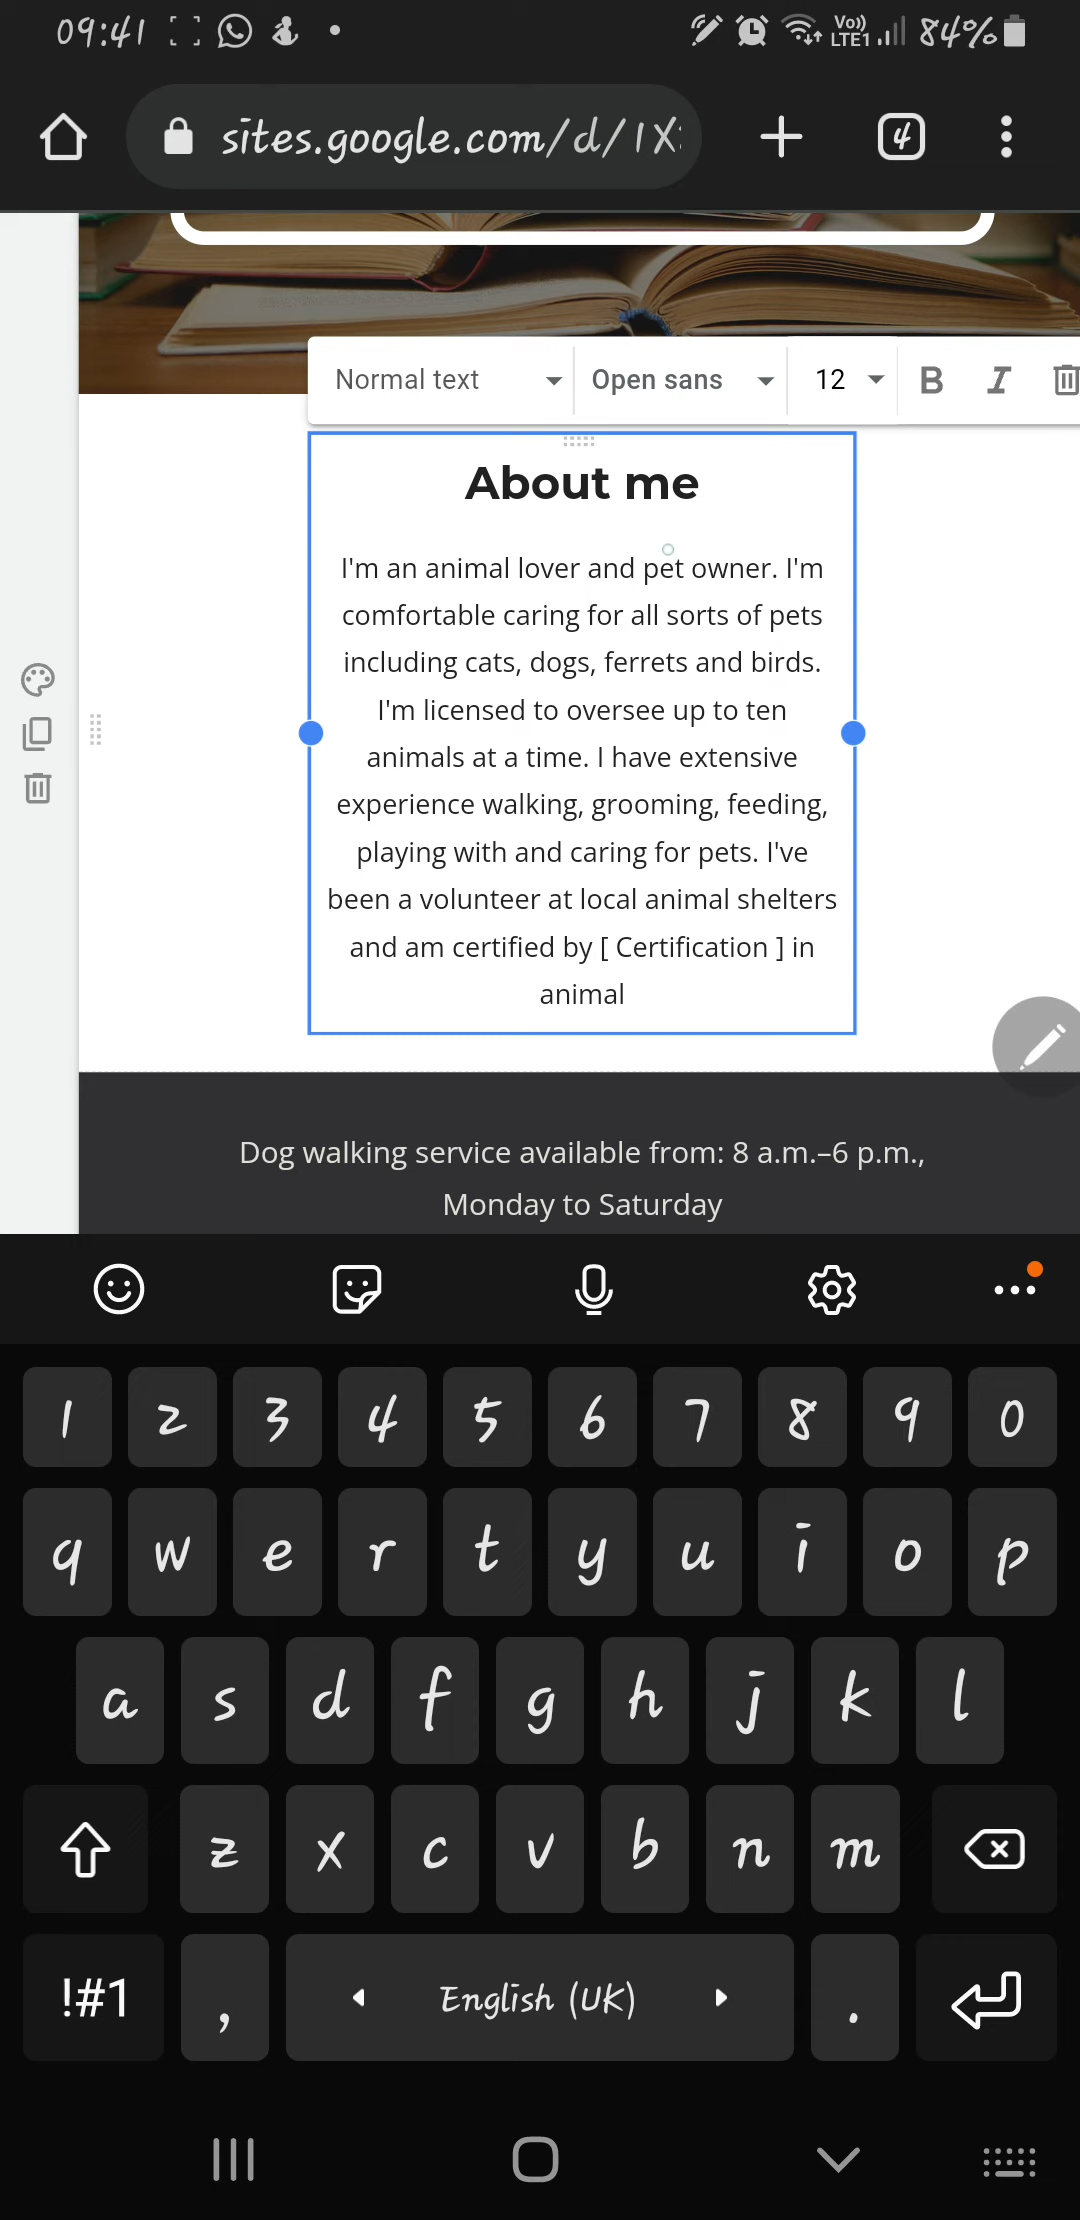 09:41 Vo)) LTE1 84%
sites.google.com/d/1X
4
Normal text Open sans 12 B I
About me
I'm an animal lover and pet owner. I'm
comfortable caring for all sorts of pets
including cats, dogs, ferrets and birds.
I'm licensed to oversee up to ten
animals at a time. I have extensive
experience walking, grooming, feeding,
playing with and caring for pets. I've
been a volunteer at local animal shelters
and am certified by [ Certification ] in
animal
Dog walking service available from: 8 a.m.–6 p.m.,
Monday to Saturday
1 2 3 4 5 6 7 8 9 0
q w e r t y u i o p
a s d f g h j k l
z x c v b n m
!#1 , English (UK) .